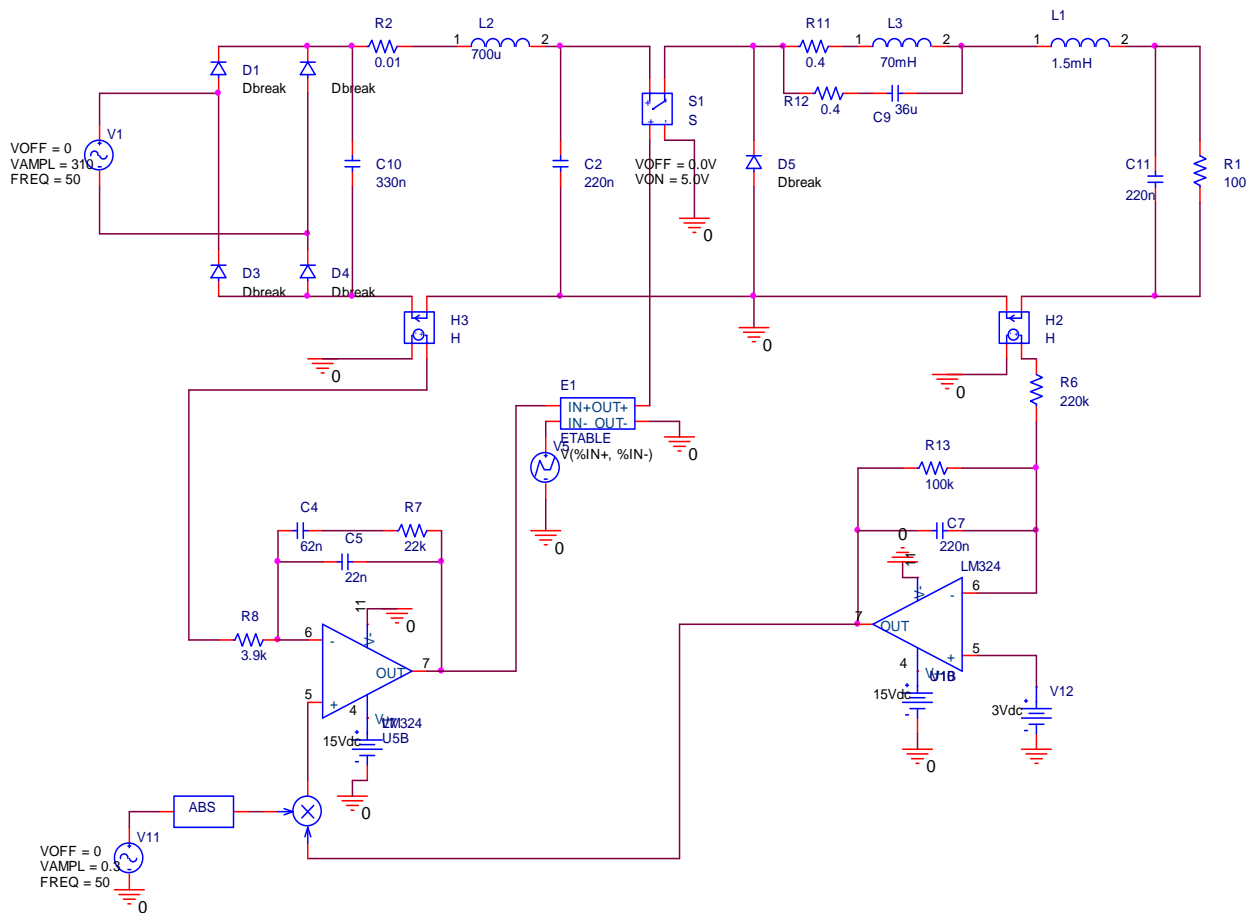 R2
0.01
L2
1
2
700u
R11
0.4
L3
1
2
70mH
L1
1
2
1.5mH
D1
Dbreak
Dbreak
R12
0.4
C9
36u
S1
S
V1
VOFF = 0
VAMPL = 310
FREQ = 50
C10
330n
C2
220n
VOFF = 0.0V
VON = 5.0V
D5
Dbreak
C11
220n
R1
100
0
D3
Dbreak
D4
Dbreak
H3
H
0
0
H2
H
0
R6
220k
E1
IN+OUT+
IN- OUT-
ETABLE
V(%IN+, %IN-)
0
V5
0
R13
100k
C4
62n
R7
22k
C5
22n
C7
220n
0
11
V-
LM324
6
-
7
OUT
5
+
4
V+
U1B
15Vdc
0
V12
3Vdc
R8
3.9k
11
V-
0
6
-
OUT
7
5
+
4
V+
LM324
U5B
15Vdc
0
ABS
V11
VOFF = 0
VAMPL = 0.3
FREQ = 50
0